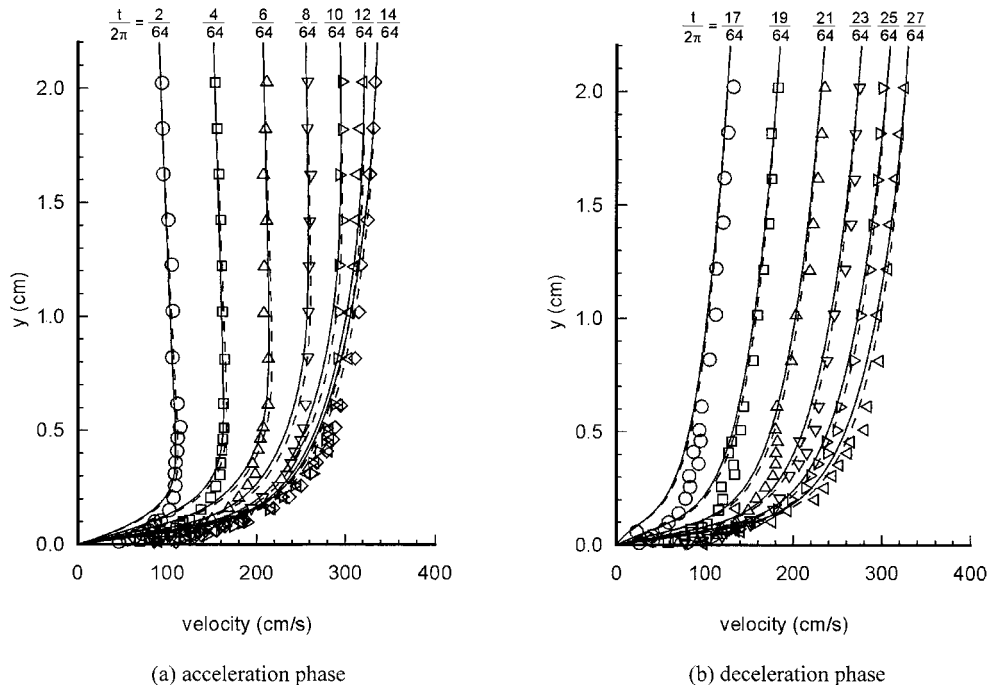 t/2π = 2/64 4/64 6/64 8/64 10/64 12/64 14/64
2.0
1.5
1.0
0.5
0.0
y (cm)
0 100 200 300 400
velocity (cm/s)
(a) acceleration phase
t/2π = 17/64 19/64 21/64 23/64 25/64 27/64
2.0
1.5
1.0
0.5
0.0
y (cm)
0 100 200 300 400
velocity (cm/s)
(b) deceleration phase